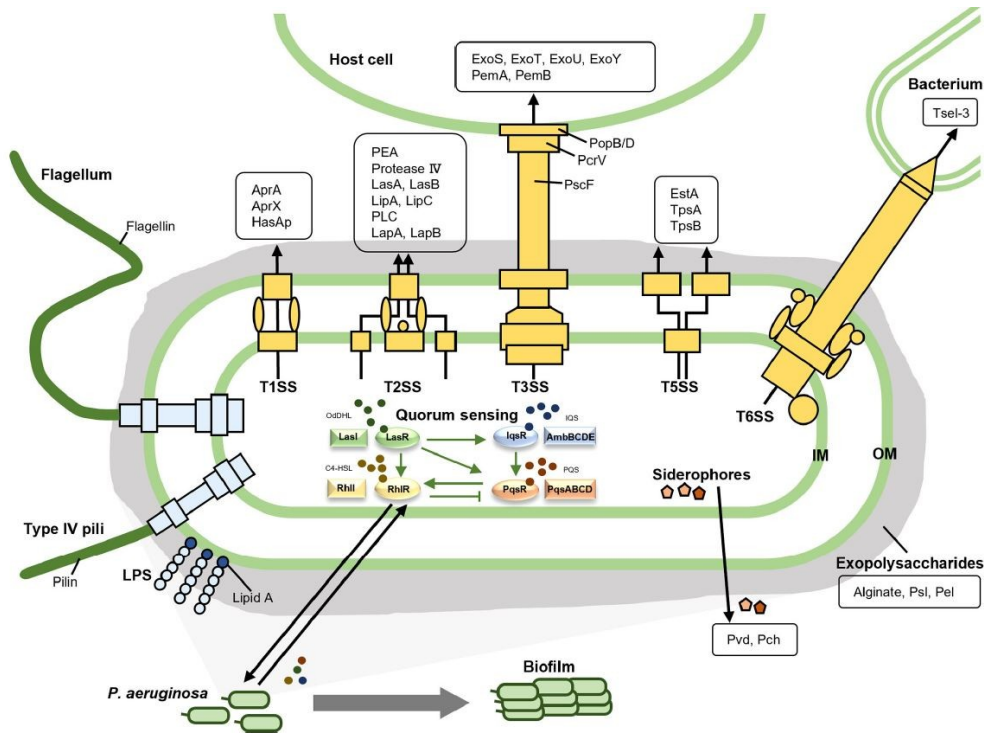 Host cell
ExoS, ExoT, ExoU, ExoY
PemA, PemB
Bacterium
Tsel-3
PopB/D
PcrV
PscF
PEA
Protease Ⅳ
LasA, LasB
LipA, LipC
PLC
LapA, LapB
Flagellum
AprA
AprX
HasAp
EstA
TpsA
TpsB
Flagellin
T1SS
T2SS
T3SS
T5SS
T6SS
Quorum sensing
OdDHL
IQS
LasI
LasR
IqsR
AmbBCDE
C4-HSL
PQS
RhlI
RhlR
PqsR
PqsABCD
IM
OM
Siderophores
Type IV pili
Pilin
LPS
Lipid A
Exopolysaccharides
Alginate, Psl, Pel
Pvd, Pch
P. aeruginosa
Biofilm